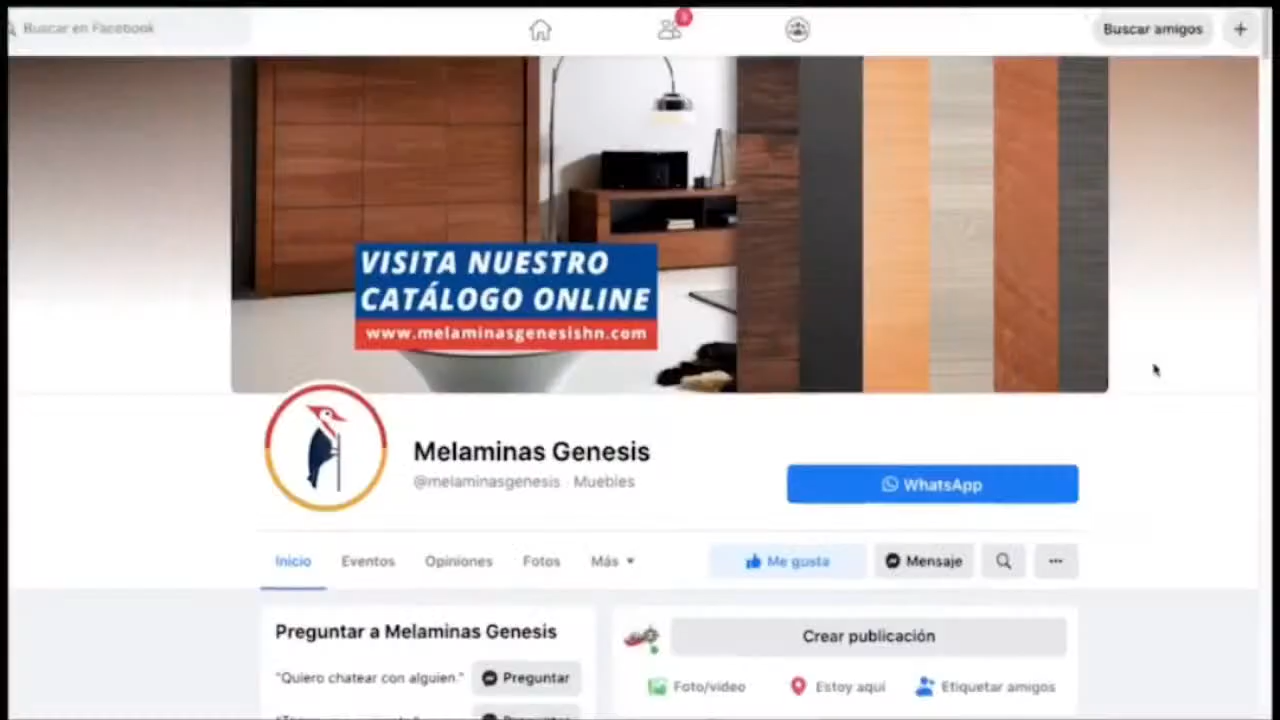 Buscar en Facebook
3
Buscar amigos
VISITA NUESTRO
CATÁLOGO ONLINE
www.melaminasgenesishn.com
Melaminas Genesis
@melaminasgenesis · Muebles
WhatsApp
Inicio
Eventos
Opiniones
Fotos
Más
Me gusta
Mensaje
Preguntar a Melaminas Genesis
Crear publicación
"Quiero chatear con alguien."
Preguntar
Foto/video
Estoy aquí
Etiquetar amigos